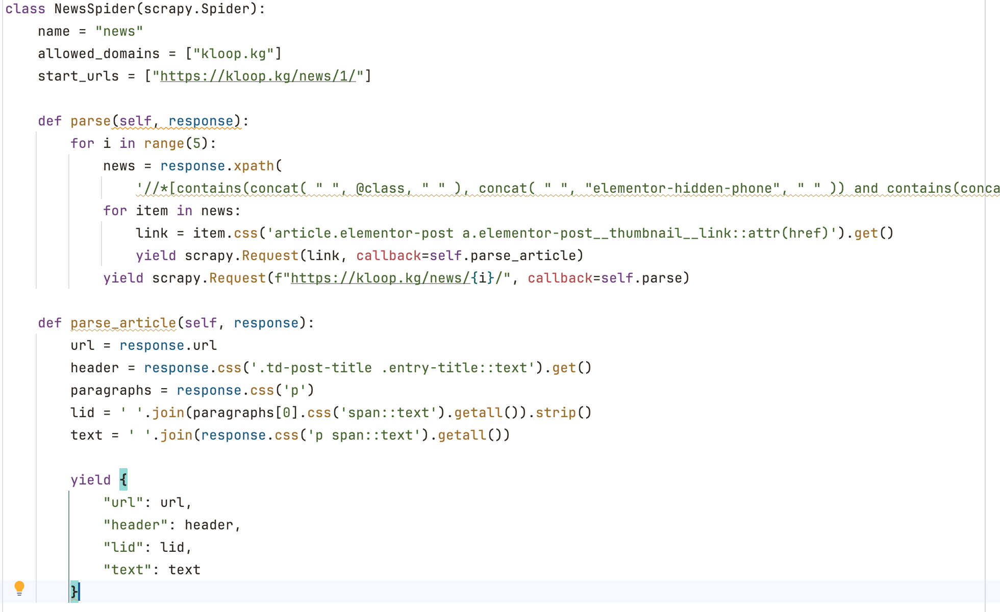 class NewsSpider(scrapy.Spider):
    name = "news"
    allowed_domains = ["kloop.kg"]
    start_urls = ["https://kloop.kg/news/1/"]

    def parse(self, response):
        for i in range(5):
            news = response.xpath(
                '//*[contains(concat( " ", @class, " " ), concat( " ", "elementor-hidden-phone", " " )) and contains(conca
            for item in news:
                link = item.css('article.elementor-post a.elementor-post__thumbnail__link::attr(href)').get()
                yield scrapy.Request(link, callback=self.parse_article)
            yield scrapy.Request(f"https://kloop.kg/news/{i}/", callback=self.parse)

    def parse_article(self, response):
        url = response.url
        header = response.css('.td-post-title .entry-title::text').get()
        paragraphs = response.css('p')
        lid = ' '.join(paragraphs[0].css('span::text').getall()).strip()
        text = ' '.join(response.css('p span::text').getall())

        yield {
            "url": url,
            "header": header,
            "lid": lid,
            "text": text
        }